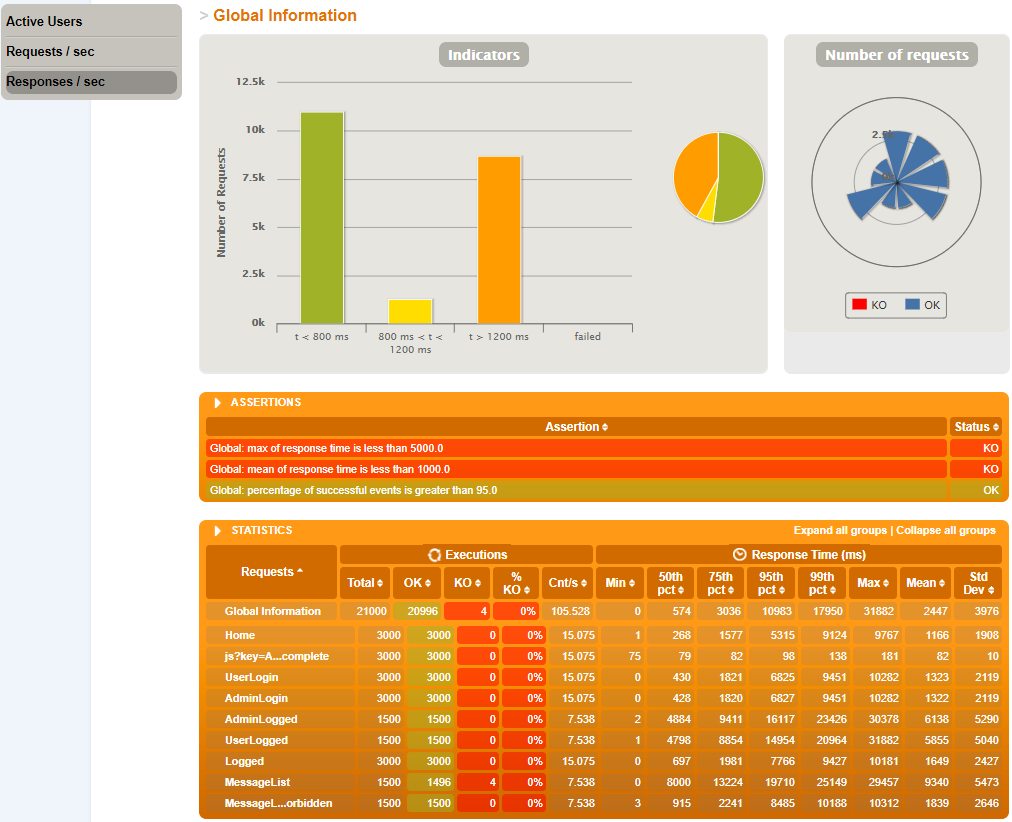 Active Users
Requests / sec
Responses / sec
> Global Information
Indicators
Number of Requests
12.5k
10k
7.5k
5k
2.5k
0k
t < 800 ms
800 ms < t <
1200 ms
t > 1200 ms
failed
Number of requests
KO
OK
ASSERTIONS
Assertion Status
Global: max of response time is less than 5000.0 KO
Global: mean of response time is less than 1000.0 KO
Global: percentage of successful events is greater than 95.0 OK
STATISTICS Expand all groups | Collapse all groups
Requests Executions Response Time (ms)
Total OK KO % KO Cnt/s Min 50th pct 75th pct 95th pct 99th pct Max Mean Std Dev
Global Information 21000 20996 4 0% 105.528 0 574 3036 10983 17950 31882 2447 3976
Home 3000 3000 0 0% 15.075 1 268 1577 5315 9124 9767 1166 1908
js?key=A...complete 3000 3000 0 0% 15.075 75 79 82 98 138 181 82 10
UserLogin 3000 3000 0 0% 15.075 0 430 1821 6825 9451 10282 1323 2119
AdminLogin 3000 3000 0 0% 15.075 0 428 1820 6827 9451 10282 1322 2119
AdminLogged 1500 1500 0 0% 7.538 2 4884 9411 16117 23426 30378 6138 5290
UserLogged 1500 1500 0 0% 7.538 1 4798 8854 14954 20964 31882 5855 5040
Logged 3000 3000 0 0% 15.075 0 697 1981 7766 9427 10181 1649 2427
MessageList 1500 1496 4 0% 7.538 0 8000 13224 19710 25149 29457 9340 5473
MessageL...orbidden 1500 1500 0 0% 7.538 3 915 2241 8485 10188 10312 1839 2646